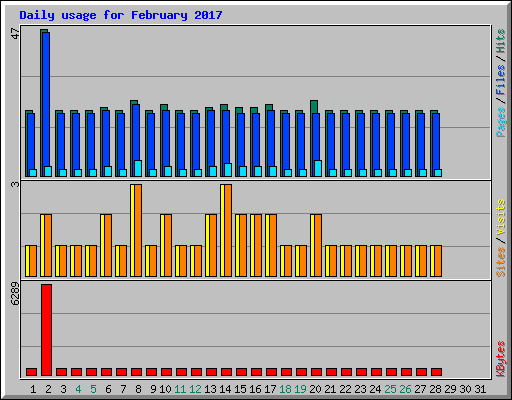 Daily usage for February 2017
47
Pages / Files / Hits
3
Sites / Visits
6289
KBytes
1 2 3 4 5 6 7 8 9 10 11 12 13 14 15 16 17 18 19 20 21 22 23 24 25 26 27 28 29 30 31